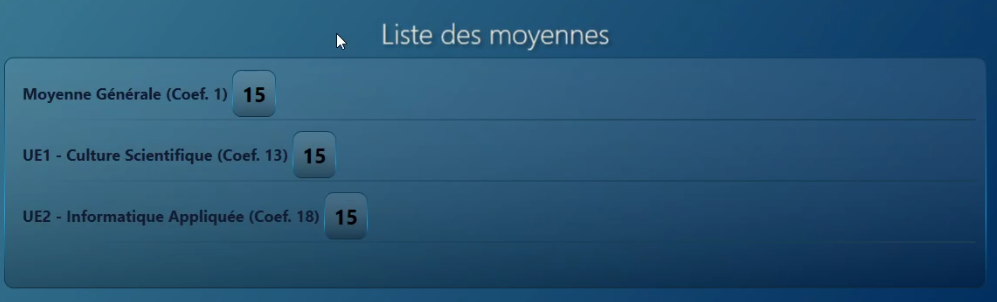 Liste des moyennes
Moyenne Générale (Coef. 1) 15
UE1 - Culture Scientifique (Coef. 13) 15
UE2 - Informatique Appliquée (Coef. 18) 15